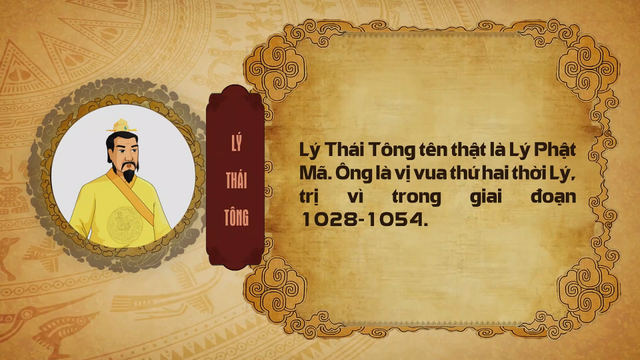 LÝ
THÁI
TÔNG
Lý Thái Tông tên thật là Lý Phật
Mã. Ông là vị vua thứ hai thời Lý,
trị vì trong giai đoạn
1028-1054.